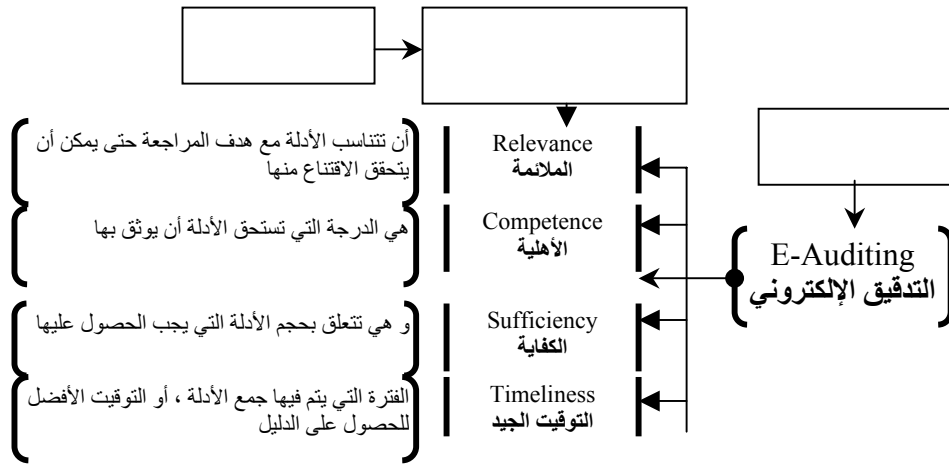 Relevance
الملائمة
أن تتناسب الأدلة مع هدف المراجعة حتى يمكن أن
يتحقق الاقتناع منها
Competence
الأهلية
هي الدرجة التي تستحق الأدلة أن يوثق بها
E-Auditing
التدقيق الإلكتروني
Sufficiency
الكفاية
و هي تتعلق بحجم الأدلة التي يجب الحصول عليها
Timeliness
التوقيت الجيد
الفترة التي يتم فيها جمع الأدلة ، أو التوقيت الأفضل
للحصول على الدليل